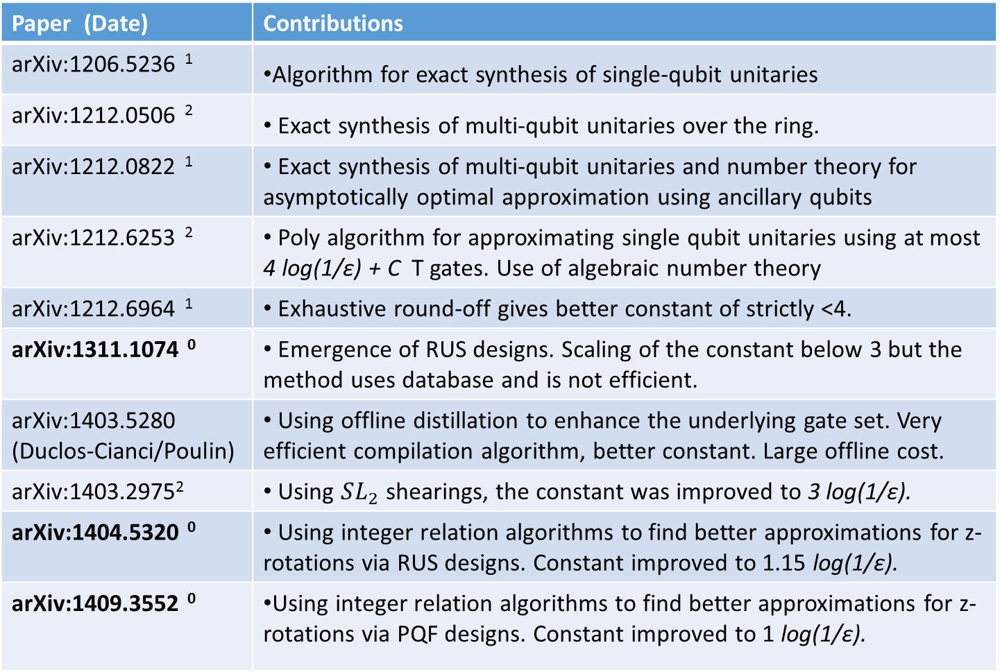 Paper (Date)
Contributions
arXiv:1206.5236 ¹
•Algorithm for exact synthesis of single-qubit unitaries
arXiv:1212.0506 ²
• Exact synthesis of multi-qubit unitaries over the ring.
arXiv:1212.0822 ¹
• Exact synthesis of multi-qubit unitaries and number theory for
asymptotically optimal approximation using ancillary qubits
arXiv:1212.6253 ²
• Poly algorithm for approximating single qubit unitaries using at most
4 log(1/ε) + C T gates. Use of algebraic number theory
arXiv:1212.6964 ¹
• Exhaustive round-off gives better constant of strictly <4.
arXiv:1311.1074 ⁰
• Emergence of RUS designs. Scaling of the constant below 3 but the
method uses database and is not efficient.
arXiv:1403.5280
(Duclos-Cianci/Poulin)
• Using offline distillation to enhance the underlying gate set. Very
efficient compilation algorithm, better constant. Large offline cost.
arXiv:1403.2975²
• Using 𝑆𝐿₂ shearings, the constant was improved to 3 log(1/ε).
arXiv:1404.5320 ⁰
• Using integer relation algorithms to find better approximations for z-
rotations via RUS designs. Constant improved to 1.15 log(1/ε).
arXiv:1409.3552 ⁰
•Using integer relation algorithms to find better approximations for z-
rotations via PQF designs. Constant improved to 1 log(1/ε).